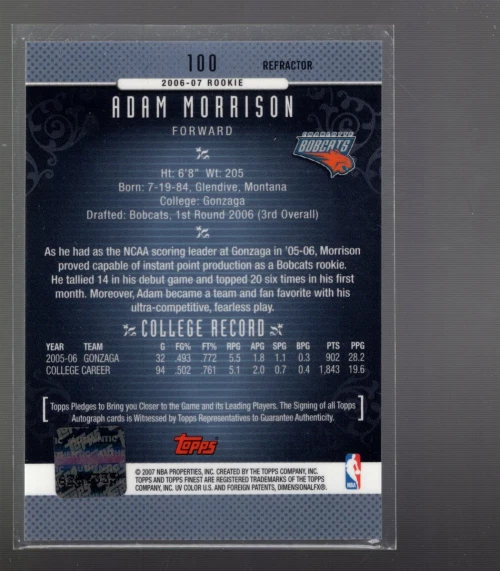 100 REFRACTOR
2006-07 ROOKIE
ADAM MORRISON
FORWARD
CHARLOTTE
BOBCATS
Ht: 6'8" Wt: 205
Born: 7-19-84, Glendive, Montana
College: Gonzaga
Drafted: Bobcats, 1st Round 2006 (3rd Overall)
As he had as the NCAA scoring leader at Gonzaga in '05-06, Morrison
proved capable of instant point production as a Bobcats rookie.
He tallied 14 in his debut game and topped 20 six times in his first
month. Moreover, Adam became a team and fan favorite with his
ultra-competitive, fearless play.
COLLEGE RECORD
YEAR TEAM G FG% FT% RPG APG SPG BPG PTS PPG
2005-06 GONZAGA 32 .493 .772 5.5 1.8 1.1 0.3 902 28.2
COLLEGE CAREER 94 .502 .761 5.1 2.0 0.7 0.4 1,843 19.6
[Topps Pledges to Bring you Closer to the Game and its Leading Players. The Signing of all Topps
Autograph cards is Witnessed by Topps Representatives to Guarantee Authenticity.]
Topps
© 2007 NBA PROPERTIES, INC. CREATED BY THE TOPPS COMPANY, INC.
TOPPS AND TOPPS FINEST ARE REGISTERED TRADEMARKS OF THE TOPPS
COMPANY, INC. UV COLOR U.S. AND FOREIGN PATENTS, DIMENSIONALFX®.
NBA